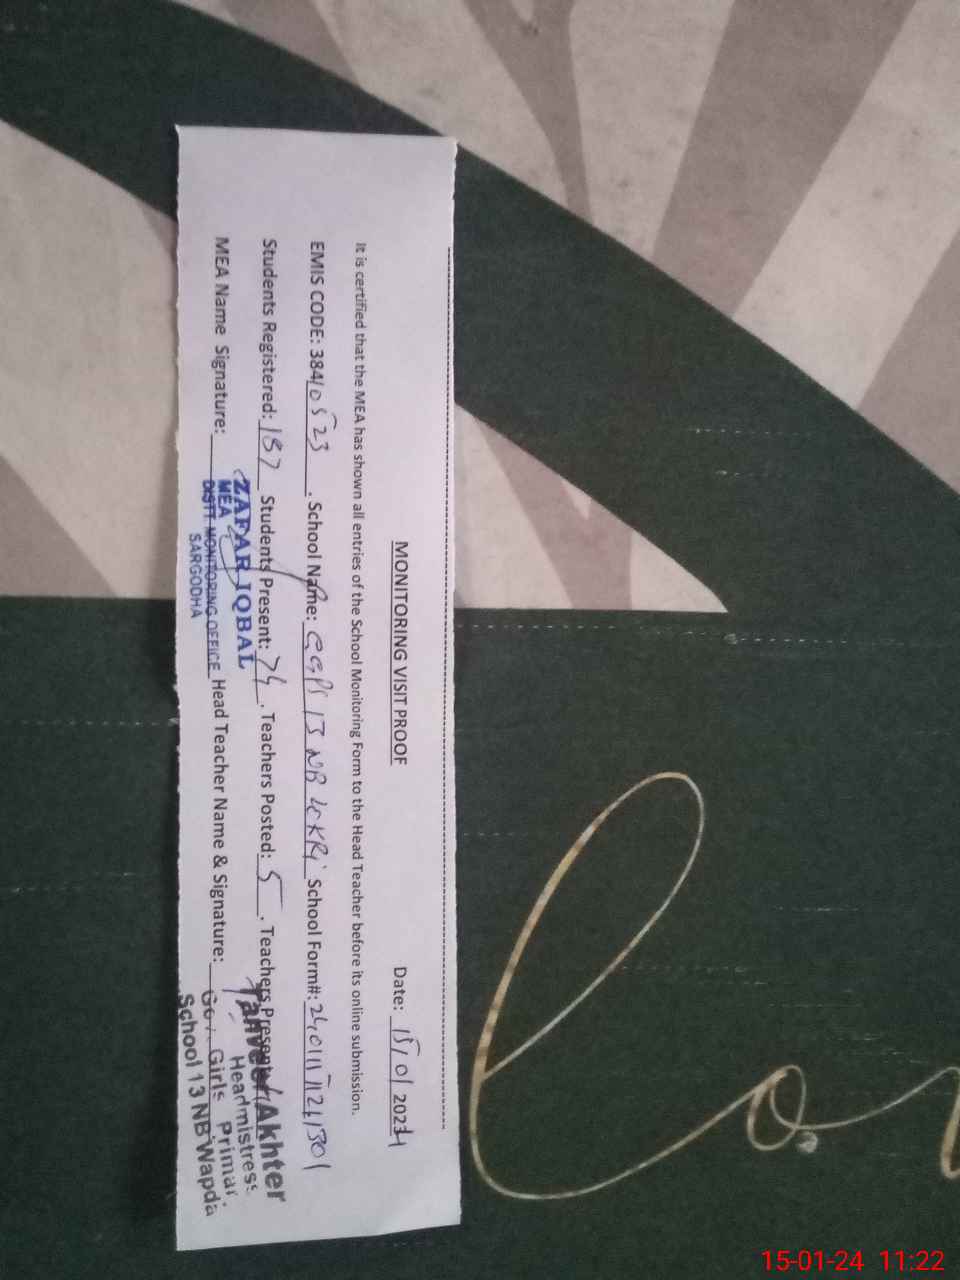 MONITORING VISIT PROOF
Date: 15/01/2024
It is certified that the MEA has shown all entries of the School Monitoring Form to the Head Teacher before its online submission.
EMIS CODE: 38410523. School Name: GGPS 13 NB School Form#:
Students Registered: 187 Students Present: 74. Teachers Posted: 5. Teachers Present:
MEA Name Signature: Head Teacher Name & Signature:
ZAFAR IQBAL
MEA
DISTT MONITORING OFFICE
SARGODHA
Tanveer Akhter
Headmistress
Girls Primar
School 13 NB Wapda
lo
15-01-24 11:22